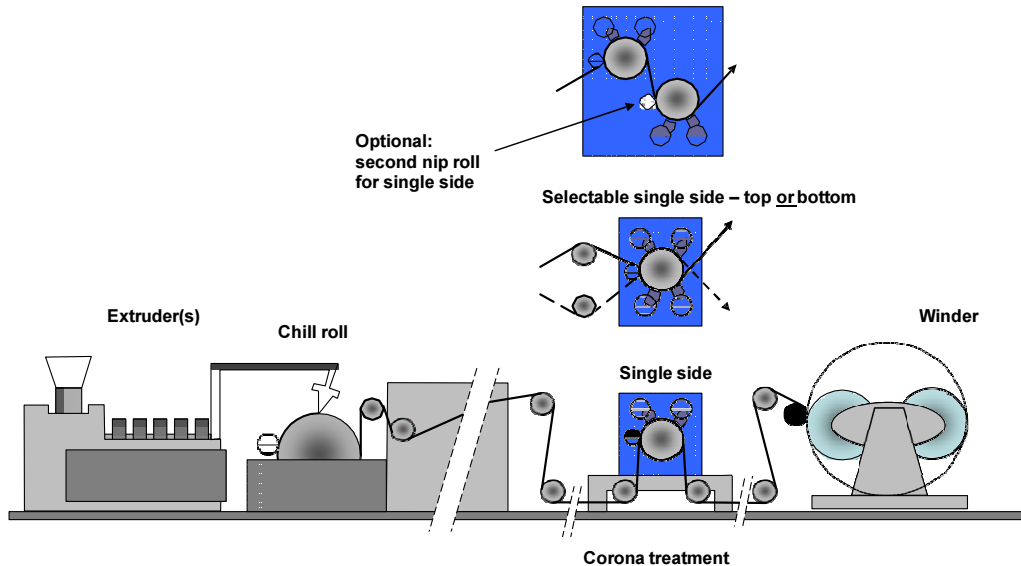 Optional:
second nip roll
for single side
Selectable single side – top or bottom
Extruder(s)
Chill roll
Single side
Winder
Corona treatment